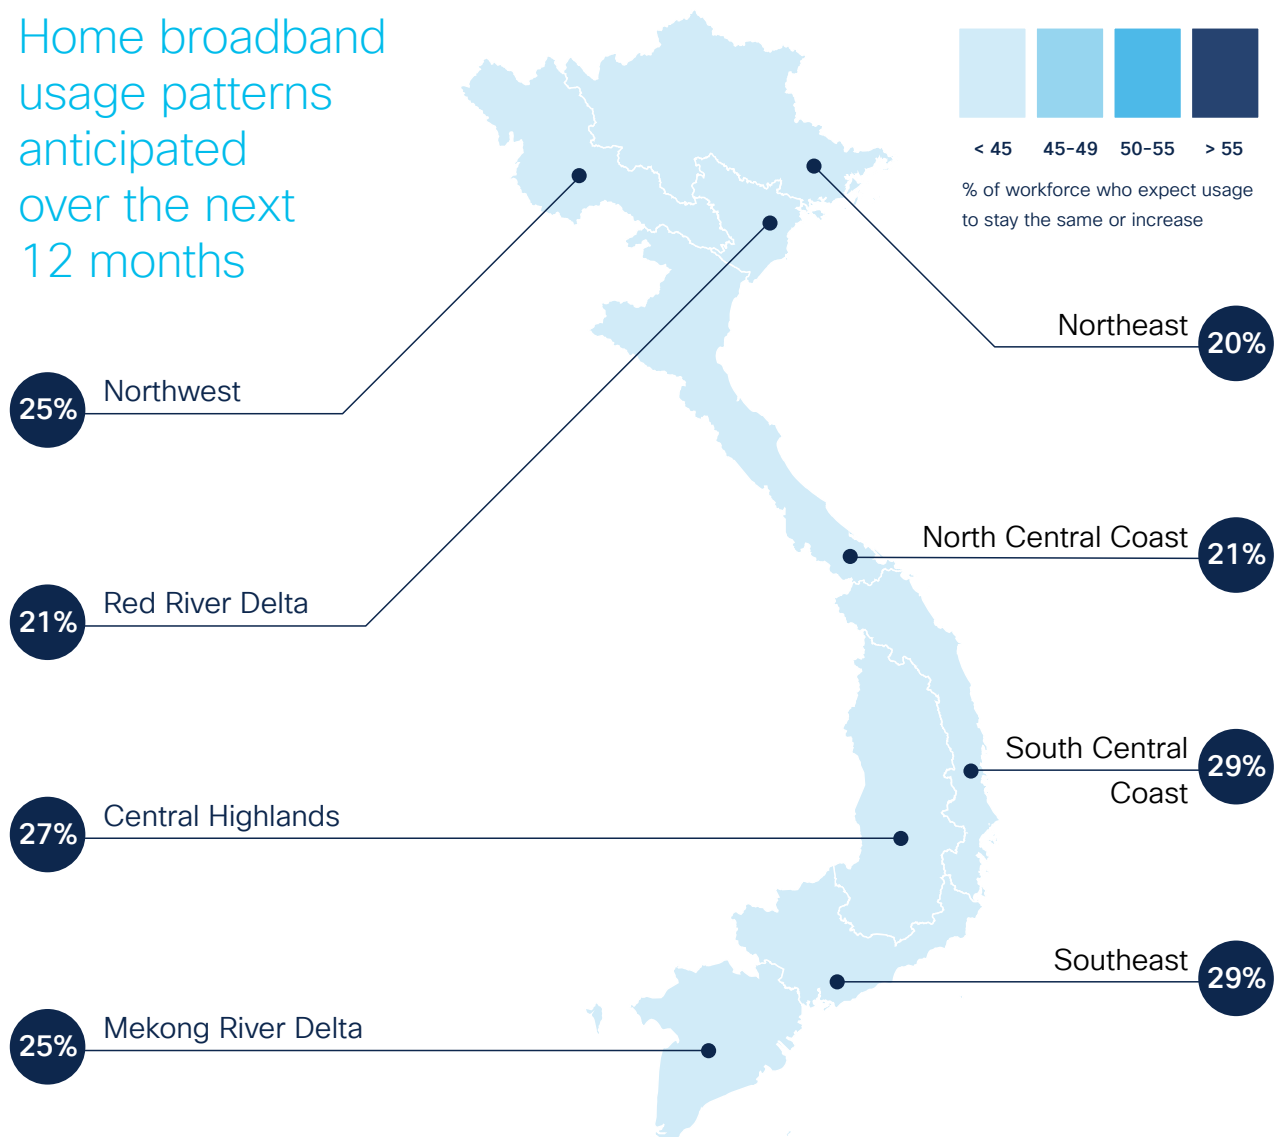 Home broadband
usage patterns
anticipated
over the next
12 months
< 45
45-49
50-55
> 55
% of workforce who expect usage
to stay the same or increase
Northeast
20%
25%
Northwest
North Central Coast
21%
21%
Red River Delta
South Central
Coast
29%
27%
Central Highlands
Southeast
29%
25%
Mekong River Delta